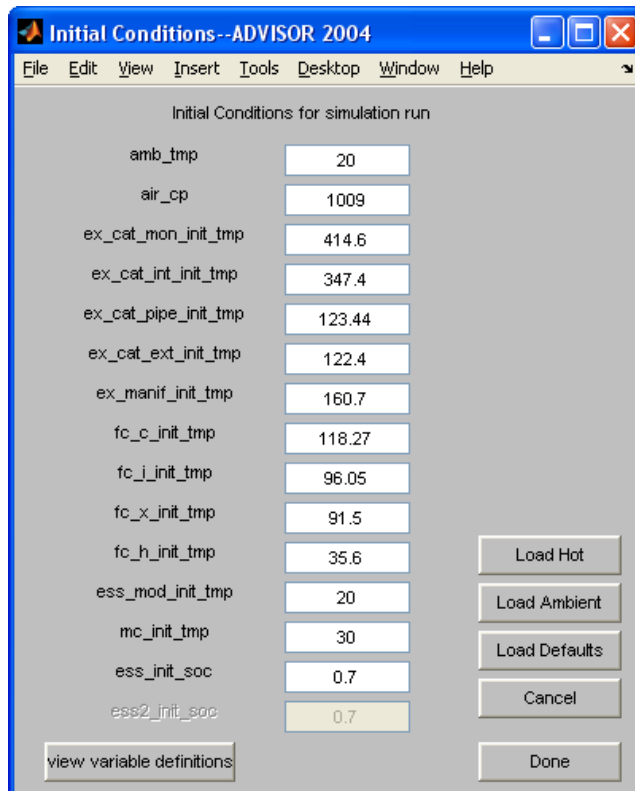 Initial Conditions--ADVISOR 2004
File Edit View Insert Tools Desktop Window Help
Initial Conditions for simulation run
amb_tmp 20
air_cp 1009
ex_cat_mon_init_tmp 414.6
ex_cat_int_init_tmp 347.4
ex_cat_pipe_init_tmp 123.44
ex_cat_ext_init_tmp 122.4
ex_manif_init_tmp 160.7
fc_c_init_tmp 118.27
fc_i_init_tmp 96.05
fc_x_init_tmp 91.5
fc_h_init_tmp 35.6 Load Hot
ess_mod_init_tmp 20 Load Ambient
mc_init_tmp 30 Load Defaults
ess_init_soc 0.7 Cancel
ess2_init_soc 0.7
view variable definitions Done